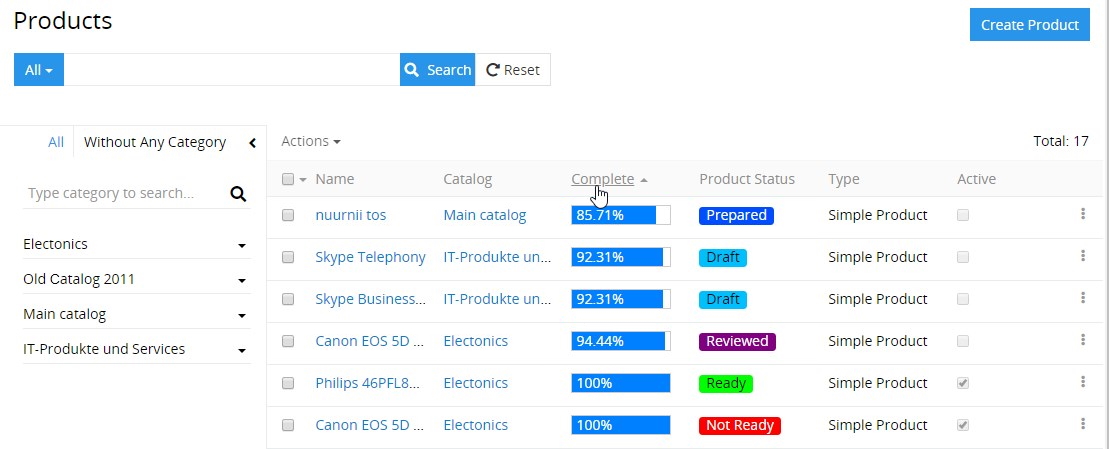 Products
Create Product
All
Search
Reset
All
Without Any Category
Actions
Total: 17
Type category to search...
Electonics
Old Catalog 2011
Main catalog
IT-Produkte und Services
Name Catalog Complete Product Status Type Active
nuurnii tos Main catalog 85.71% Prepared Simple Product
Skype Telephony IT-Produkte un... 92.31% Draft Simple Product
Skype Business... IT-Produkte un... 92.31% Draft Simple Product
Canon EOS 5D ... Electonics 94.44% Reviewed Simple Product
Philips 46PFL8... Electonics 100% Ready Simple Product
Canon EOS 5D ... Electonics 100% Not Ready Simple Product